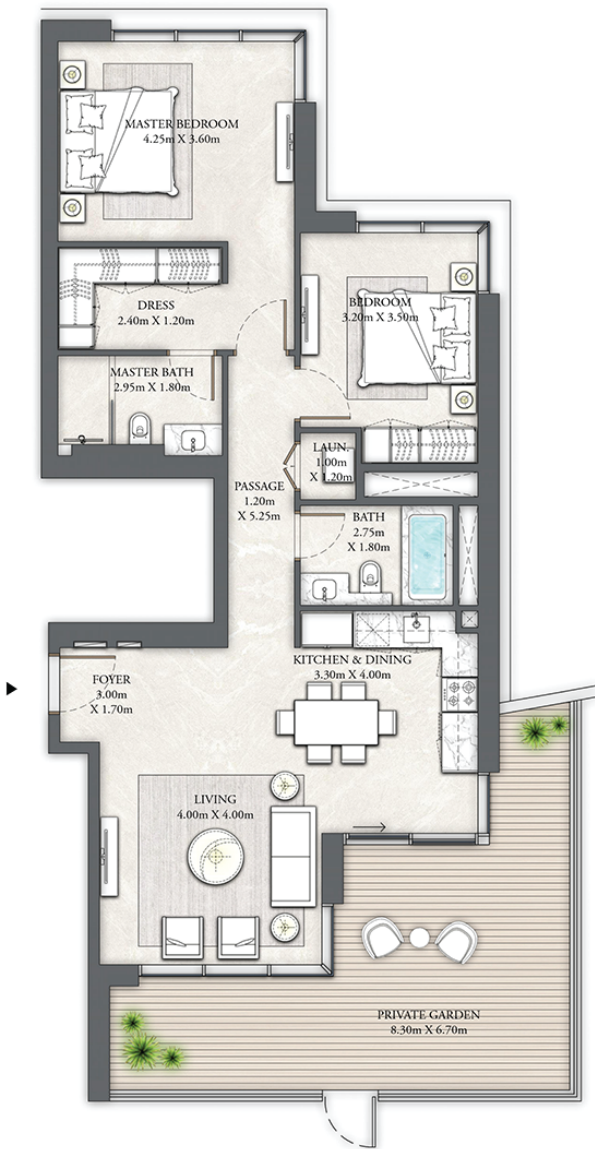 MASTER BEDROOM
4.25m X 3.60m
BEDROOM
3.20m X 3.50m
DRESS
2.40m X 1.20m
MASTER BATH
2.95m X 1.80m
LAUN.
1.00m
X 1.20m
PASSAGE
1.20m
X 5.25m
BATH
2.75m
X 1.80m
KITCHEN & DINING
3.30m X 4.00m
FOYER
3.00m
X 1.70m
LIVING
4.00m X 4.00m
PRIVATE GARDEN
8.30m X 6.70m